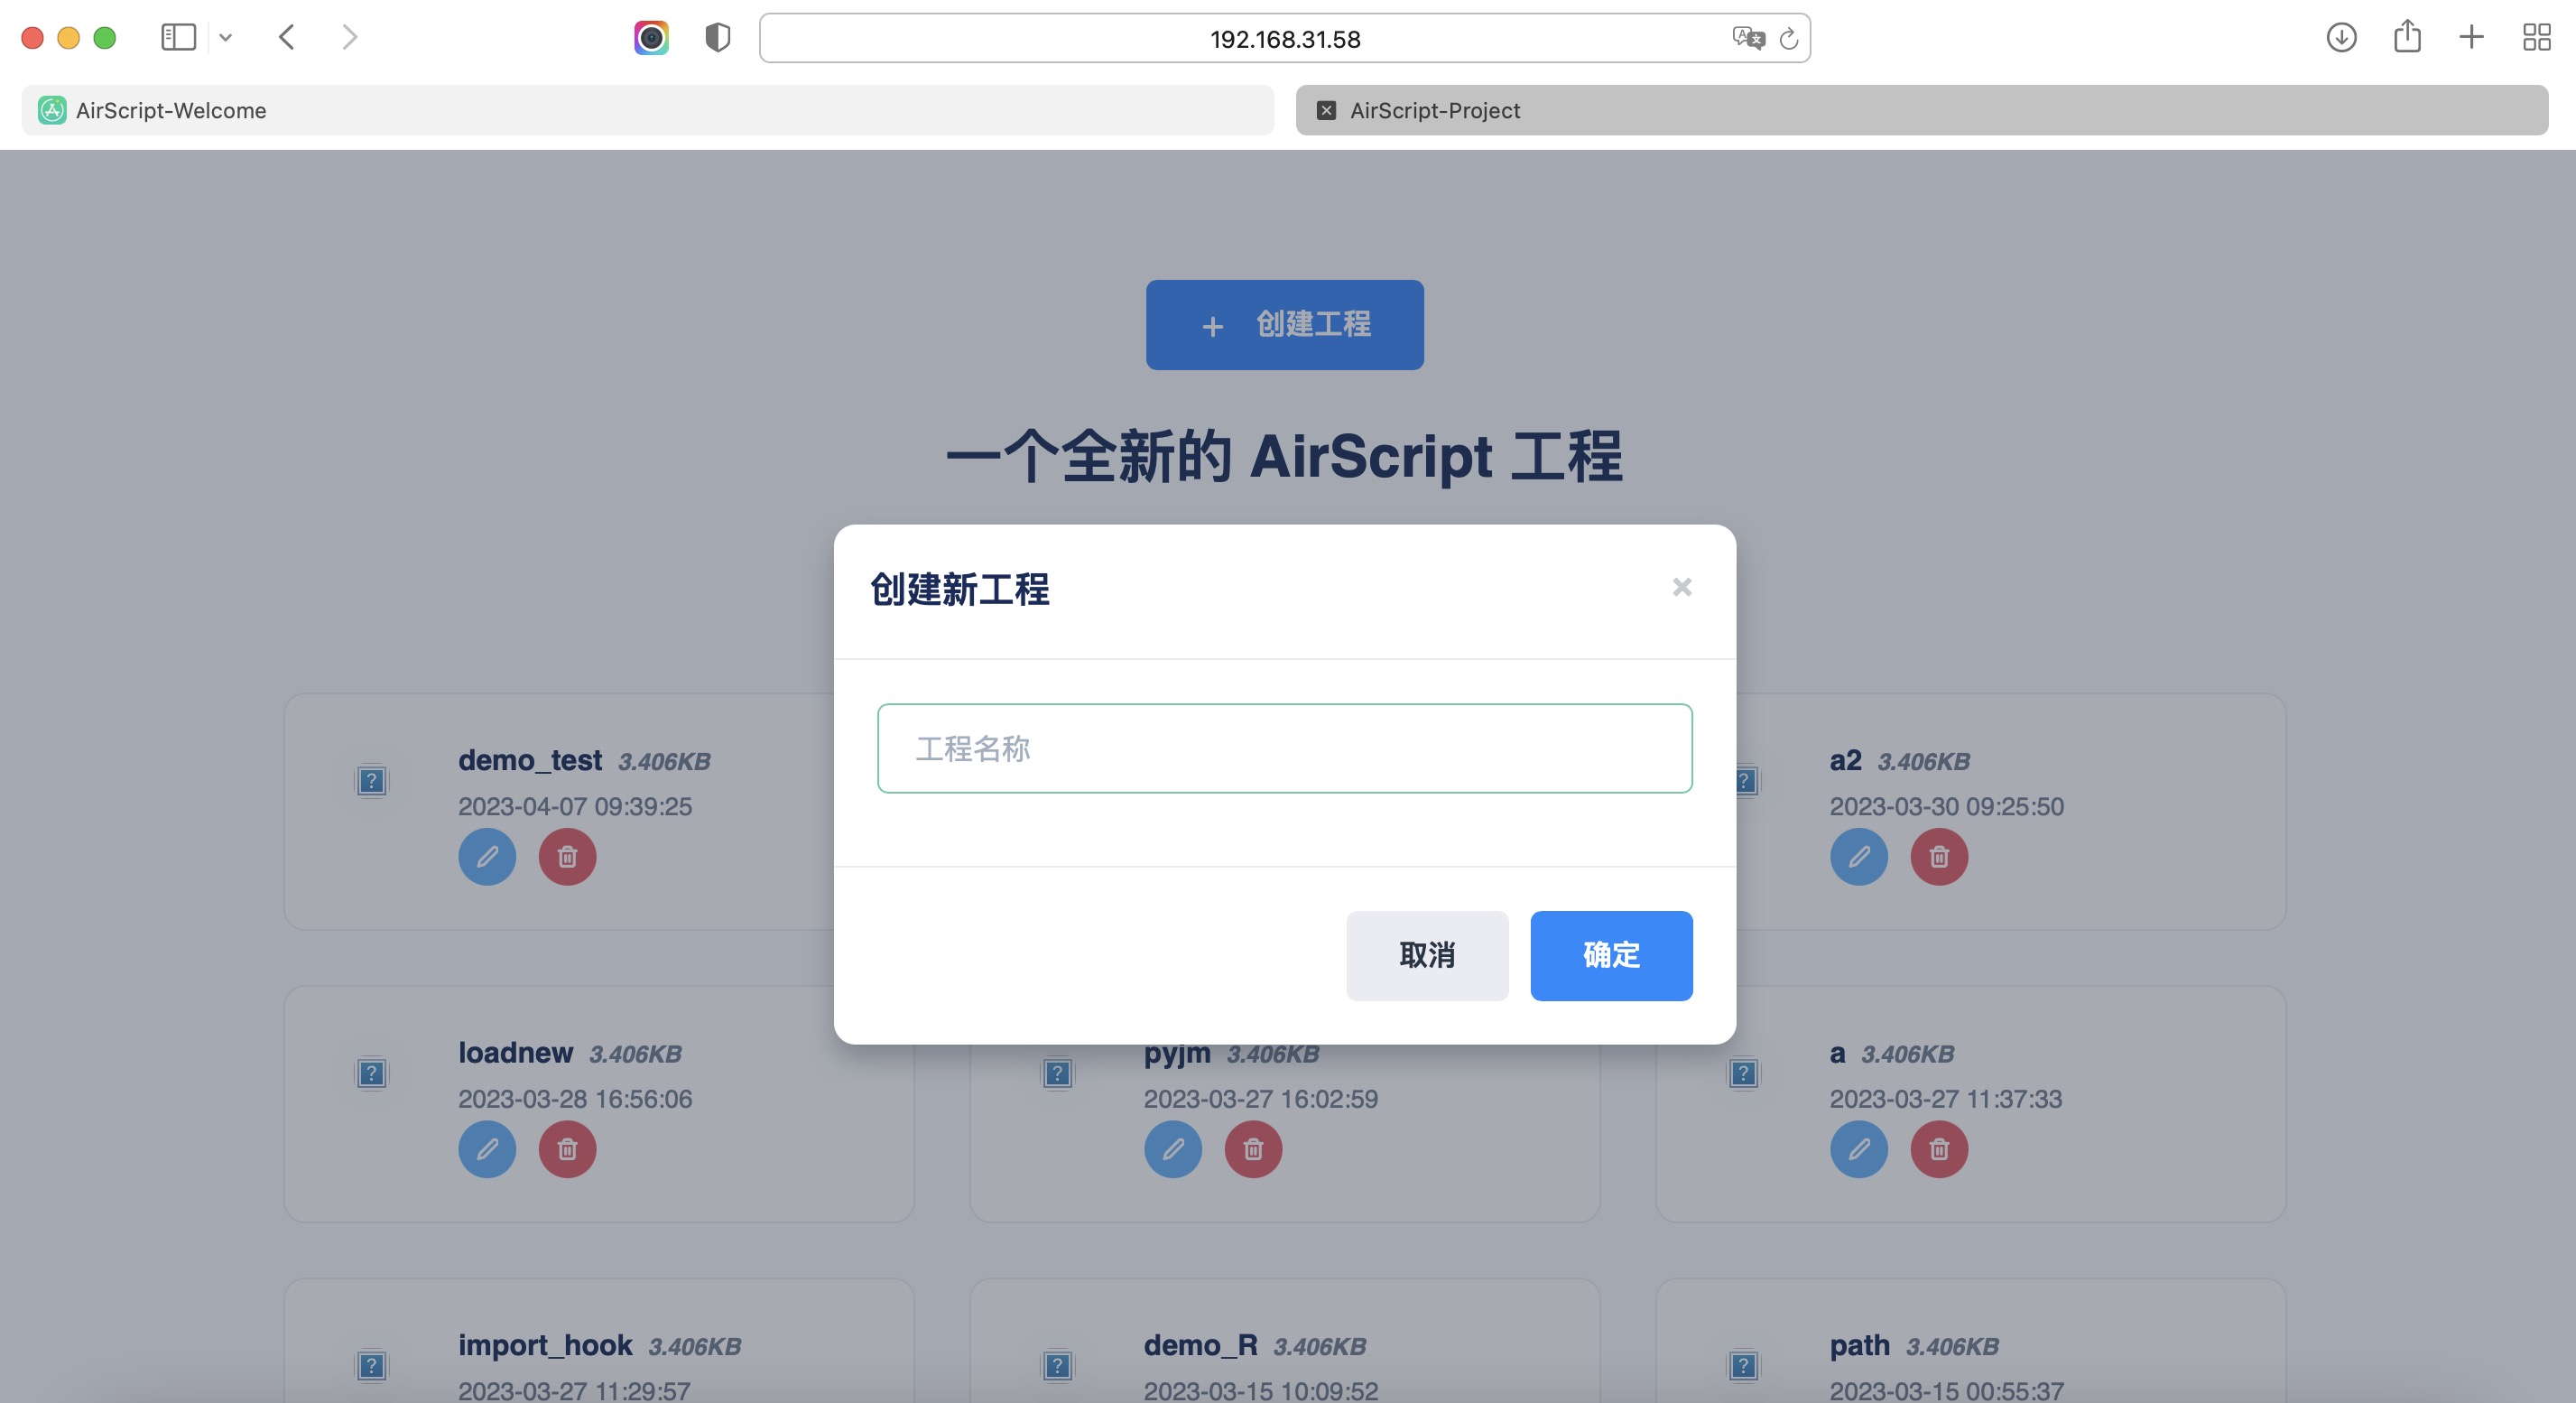 192.168.31.58
AirScript-Welcome
AirScript-Project
+ 创建工程
一个全新的 AirScript 工程
创建新工程
×
工程名称
取消
确定
demo_test 3.406KB
2023-04-07 09:39:25
a2 3.406KB
2023-03-30 09:25:50
loadnew 3.406KB
2023-03-28 16:56:06
pyjm 3.406KB
2023-03-27 16:02:59
a 3.406KB
2023-03-27 11:37:33
import_hook 3.406KB
2023-03-27 11:29:57
demo_R 3.406KB
2023-03-15 10:09:52
path 3.406KB
2023-03-15 00:55:37